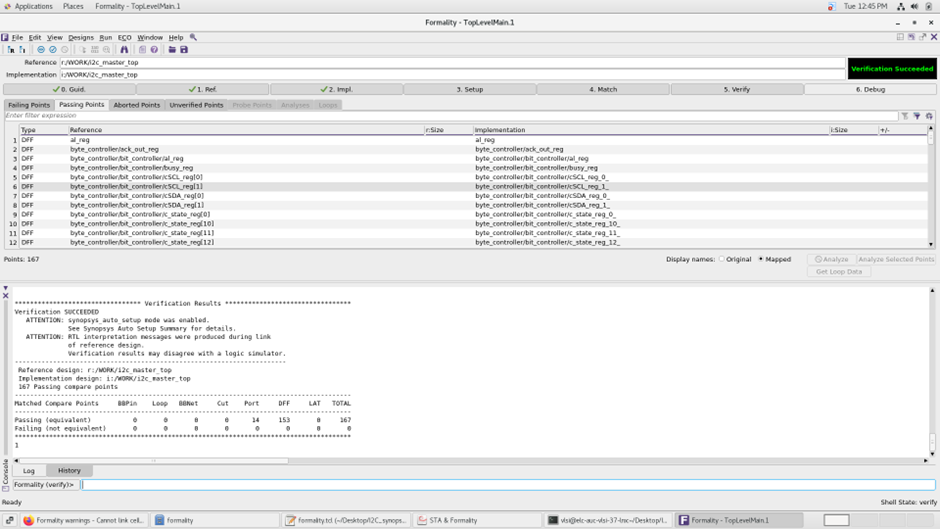 Applications Places Formality - TopLevelMain.1 Tue 12:45 PM
Formality - TopLevelMain.1
File Edit View Designs Run ECO Window Help
Reference r:/WORK/i2c_master_top
Implementation i:/WORK/i2c_master_top
Verification Succeeded
0. Guid. 1. Ref. 2. Impl. 3. Setup 4. Match 5. Verify 6. Debug
Failing Points Passing Points Aborted Points Unverified Points Probe Points Analyses Loops
Enter filter expression
Type Reference r:Size Implementation i:Size +/-
1 DFF al_reg al_reg
2 DFF byte_controller/ack_out_reg byte_controller/ack_out_reg
3 DFF byte_controller/bit_controller/al_reg byte_controller/bit_controller/al_reg
4 DFF byte_controller/bit_controller/busy_reg byte_controller/bit_controller/busy_reg
5 DFF byte_controller/bit_controller/cSCL_reg[0] byte_controller/bit_controller/cSCL_reg_0_
6 DFF byte_controller/bit_controller/cSCL_reg[1] byte_controller/bit_controller/cSCL_reg_1_
7 DFF byte_controller/bit_controller/cSDA_reg[0] byte_controller/bit_controller/cSDA_reg_0_
8 DFF byte_controller/bit_controller/cSDA_reg[1] byte_controller/bit_controller/cSDA_reg_1_
9 DFF byte_controller/bit_controller/c_state_reg[0] byte_controller/bit_controller/c_state_reg_0_
10 DFF byte_controller/bit_controller/c_state_reg[10] byte_controller/bit_controller/c_state_reg_10_
11 DFF byte_controller/bit_controller/c_state_reg[11] byte_controller/bit_controller/c_state_reg_11_
12 DFF byte_controller/bit_controller/c_state_reg[12] byte_controller/bit_controller/c_state_reg_12_
Points: 167 Display names: Original Mapped Analyze Analyze Selected Points
Get Loop Data
******************************** Verification Results ********************************
Verification SUCCEEDED
ATTENTION: synopsys_auto_setup mode was enabled.
See Synopsys Auto Setup Summary for details.
ATTENTION: RTL interpretation messages were produced during link
of reference design.
Verification results may disagree with a logic simulator.
Reference design: r:/WORK/i2c_master_top
Implementation design: i:/WORK/i2c_master_top
167 Passing compare points
Matched Compare Points BBPin Loop BBNet Cut Port DFF LAT TOTAL
Passing (equivalent) 0 0 0 0 14 153 0 167
Failing (not equivalent) 0 0 0 0 0 0 0 0
1
Console
Log History
Formality (verify)>
Ready Shell State: verify
Formality warnings - Cannot link cell... formality formality.tcl (~/Desktop/I2C_synops... STA & Formality vlsi@elc-auc-vlsi-37-lnc:~/Desktop/I... Formality - TopLevelMain.1